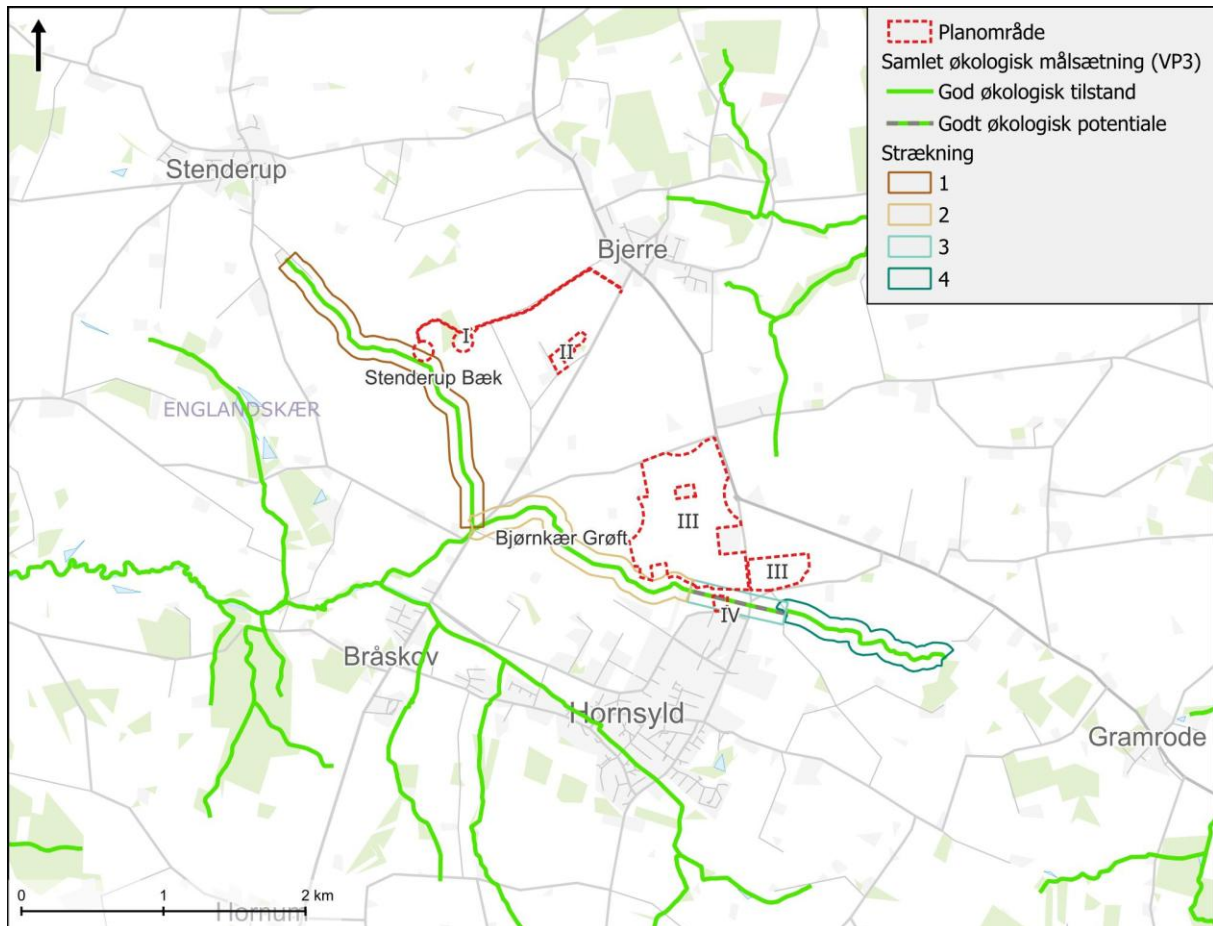 Planområde
Samlet økologisk målsætning (VP3)
God økologisk tilstand
Godt økologisk potentiale
Strækning
1
2
3
4
Stenderup
Bjerre
I
II
Stenderup Bæk
ENGLANDSKÆR
III
Bjørnkær Grøft
III
IV
Bråskov
Hornsyld
Gramrode
0
1
2 km
Hornum